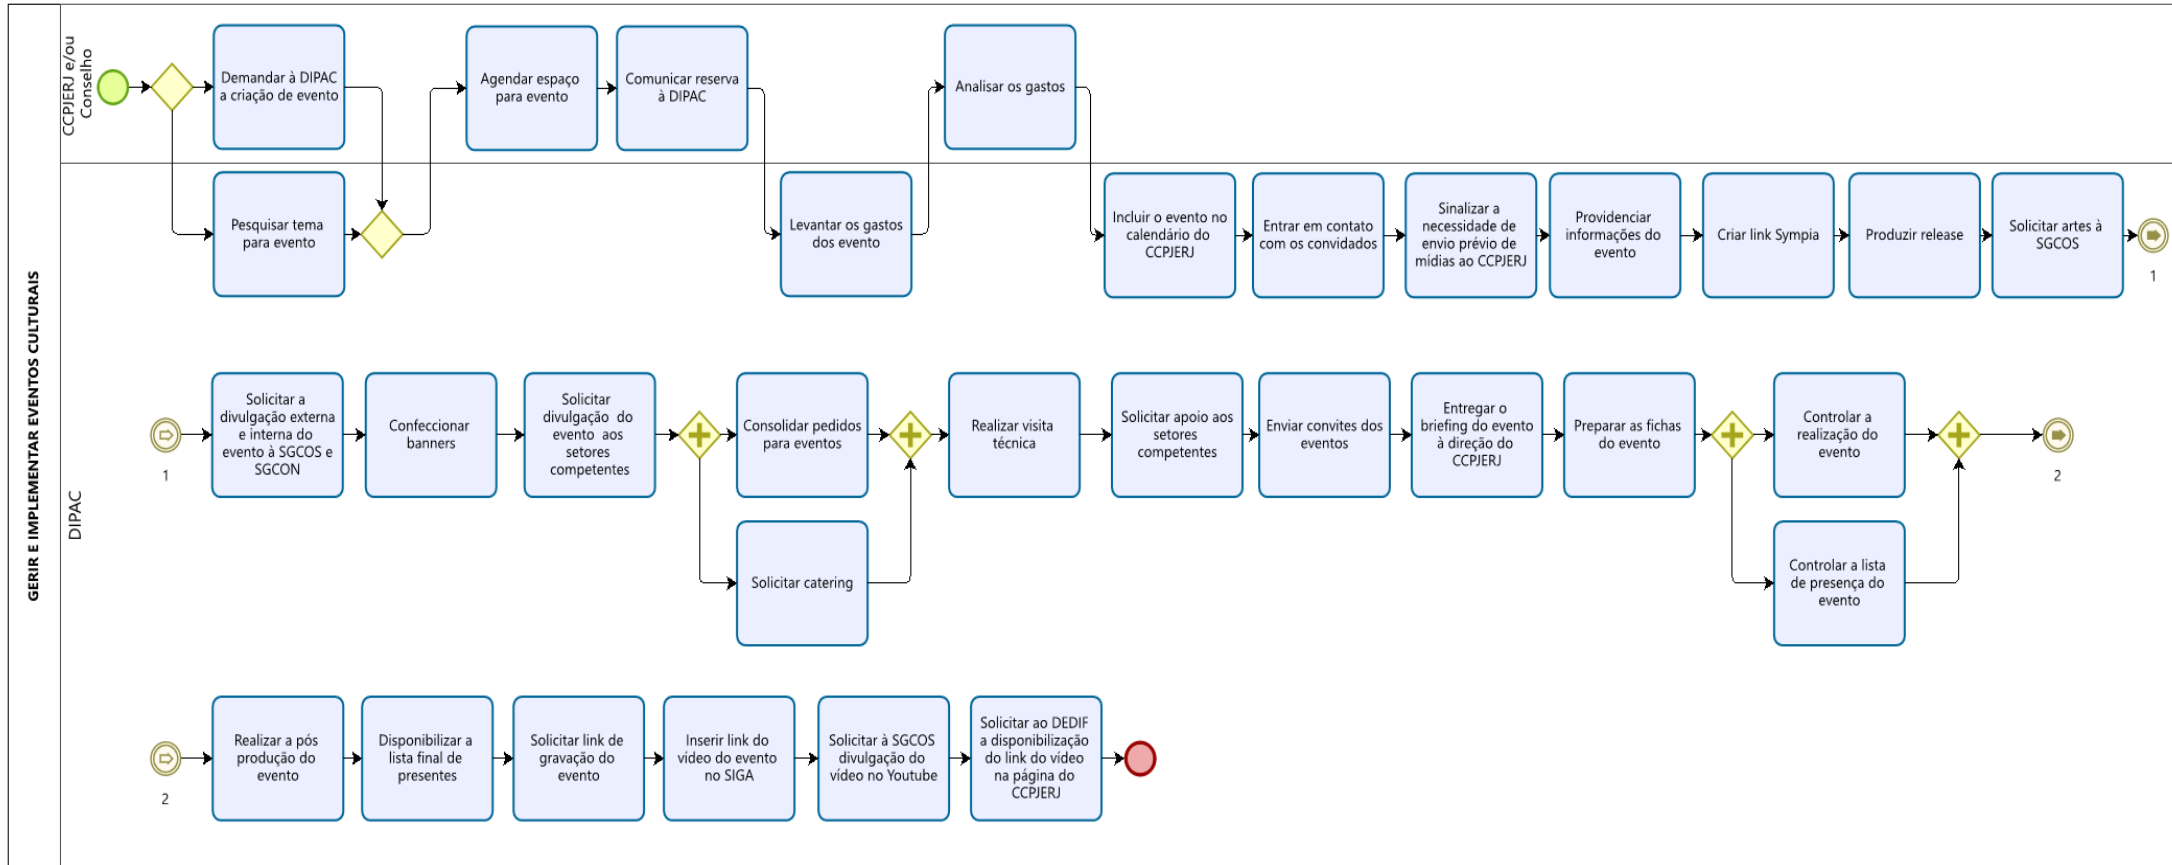 GERIR E IMPLEMENTAR EVENTOS CULTURAIS
CCPJERJ e/ou
Conselho
Demandar à DIPAC
a criação de evento
Agendar espaço
para evento
Comunicar reserva
à DIPAC
Analisar os gastos
DIPAC
Pesquisar tema
para evento
Levantar os gastos
dos evento
Incluir o evento no
calendário do
CCPJERJ
Entrar em contato
com os convidados
Sinalizar a
necessidade de
envio prévio de
mídias ao CCPJERJ
Providenciar
informações do
evento
Criar link Sympia
Produzir release
Solicitar artes à
SGCOS
1
1
Solicitar a
divulgação externa
e interna do
evento à SGCOS e
SGCON
Confeccionar
banners
Solicitar
divulgação do
evento aos
setores
competentes
Consolidar pedidos
para eventos
Solicitar catering
Realizar visita
técnica
Solicitar apoio aos
setores
competentes
Enviar convites dos
eventos
Entregar o
briefing do evento
à direção do
CCPJERJ
Preparar as fichas
do evento
Controlar a
realização do
evento
Controlar a lista
de presença do
evento
2
2
Realizar a pós
produção do
evento
Disponibilizar a
lista final de
presentes
Solicitar link de
gravação do
evento
Inserir link do
vídeo do evento
no SIGA
Solicitar à SGCOS
divulgação do
vídeo no Youtube
Solicitar ao DEDIF
a disponibilização
do link do vídeo
na página do
CCPJERJ